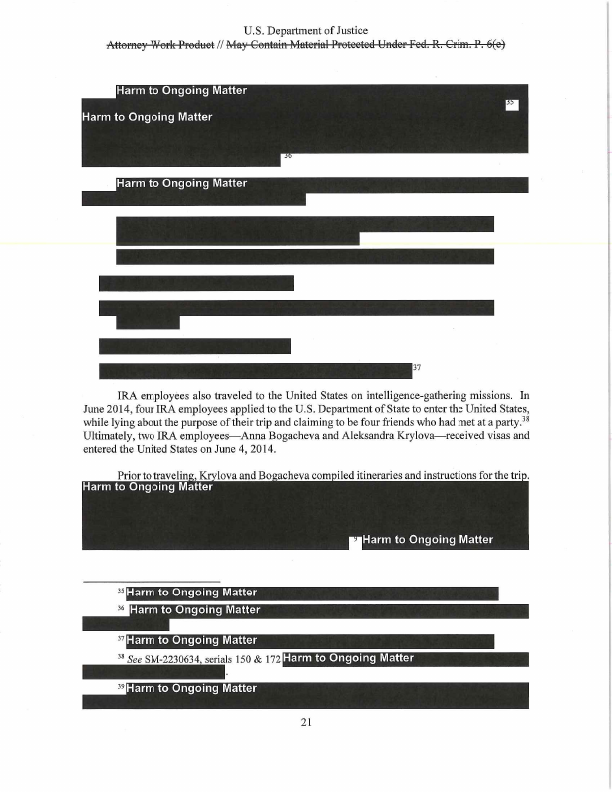 U.S. Department of Justice
Attorney Work Product // May Contain Material Protected Under Fed. R. Crim. P. 6(e)
Harm to Ongoing Matter
35
Harm to Ongoing Matter
36
Harm to Ongoing Matter
37
IRA employees also traveled to the United States on intelligence-gathering missions. In
June 2014, four IRA employees applied to the U.S. Department of State to enter the United States,
while lying about the purpose of their trip and claiming to be four friends who had met at a party.38
Ultimately, two IRA employees—Anna Bogacheva and Aleksandra Krylova—received visas and
entered the United States on June 4, 2014.
Prior to traveling, Krylova and Bogacheva compiled itineraries and instructions for the trip.
Harm to Ongoing Matter
9 Harm to Ongoing Matter
35 Harm to Ongoing Matter
36 Harm to Ongoing Matter
37 Harm to Ongoing Matter
38 See SM-2230634, serials 150 & 172 Harm to Ongoing Matter
.
39 Harm to Ongoing Matter
21